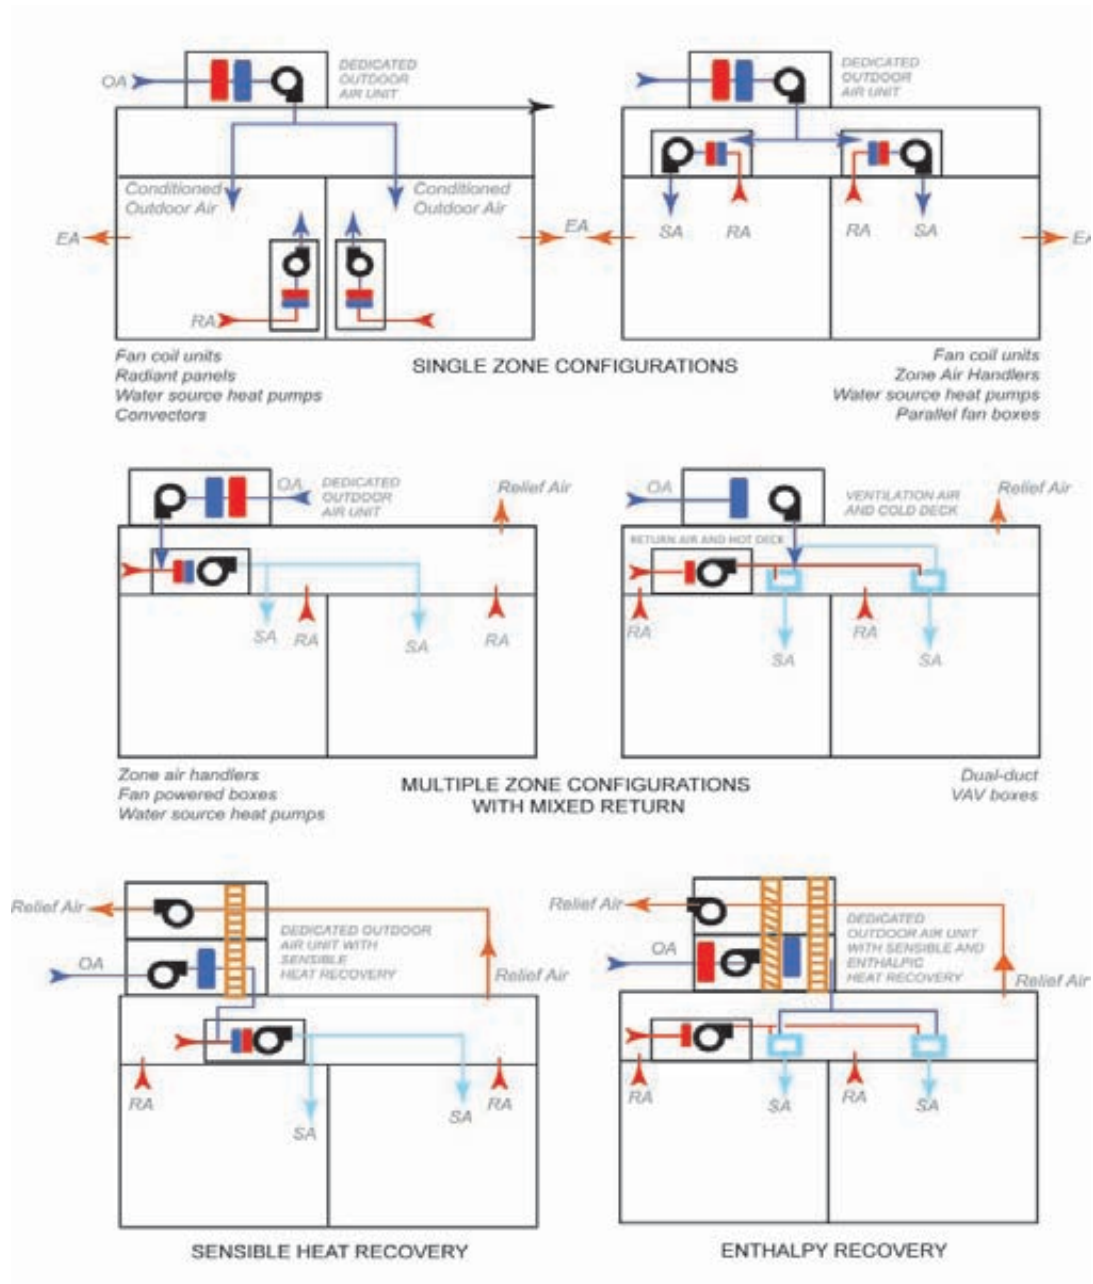 OA
DEDICATED
OUTDOOR
AIR UNIT
Conditioned
Outdoor Air
Conditioned
Outdoor Air
EA
RA
Fan coil units
Radiant panels
Water source heat pumps
Convectors
DEDICATED
OUTDOOR
AIR UNIT
EA
SA
RA
RA
SA
EA
Fan coil units
Zone Air Handlers
Water source heat pumps
Parallel fan boxes
SINGLE ZONE CONFIGURATIONS
OA
DEDICATED
OUTDOOR
AIR UNIT
Relief Air
SA
RA
SA
RA
Zone air handlers
Fan powered boxes
Water source heat pumps
OA
VENTILATION AIR
AND COLD DECK
Relief Air
RETURN AIR AND HOT DECK
RA
SA
RA
SA
Dual-duct
VAV boxes
MULTIPLE ZONE CONFIGURATIONS
WITH MIXED RETURN
Relief Air
OA
DEDICATED OUTDOOR
AIR UNIT WITH
SENSIBLE
HEAT RECOVERY
Relief Air
RA
SA
SA
RA
SENSIBLE HEAT RECOVERY
Relief Air
OA
DEDICATED
OUTDOOR AIR UNIT
WITH SENSIBLE AND
ENTHALPIC
HEAT RECOVERY
Relief Air
RA
SA
RA
SA
ENTHALPY RECOVERY